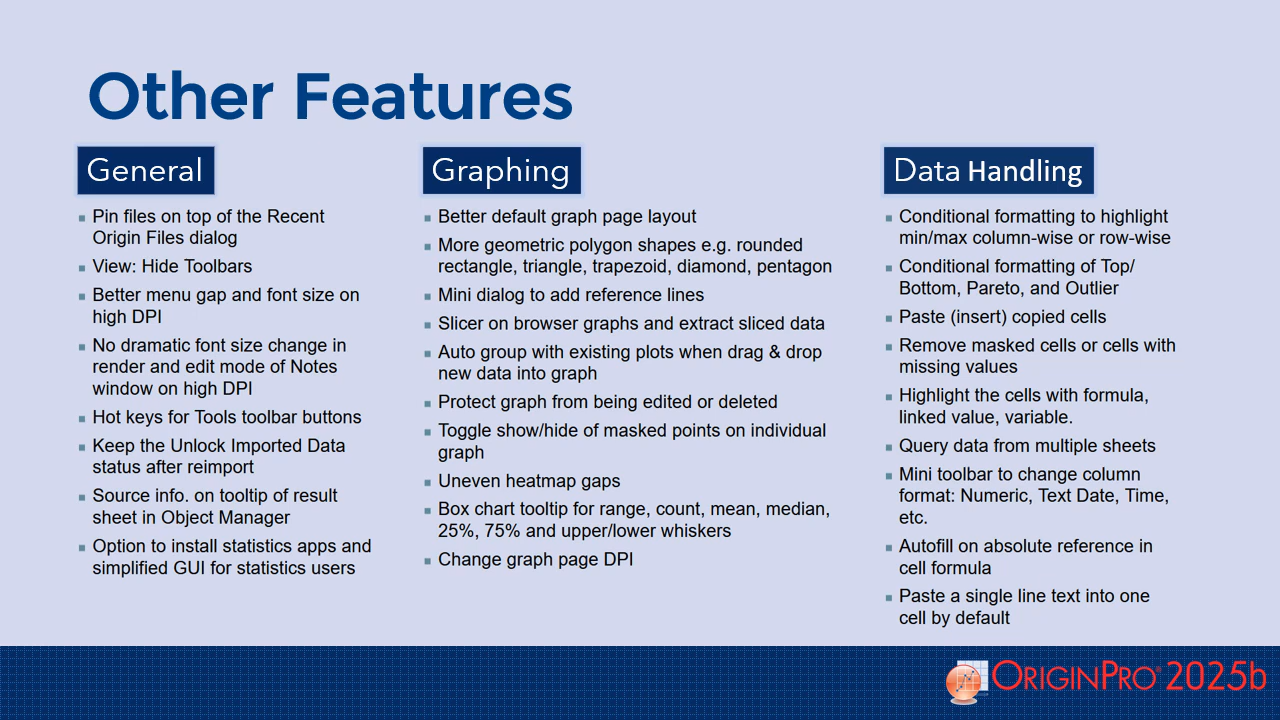 Other Features
General
Pin files on top of the Recent
Origin Files dialog
View: Hide Toolbars
Better menu gap and font size on
high DPI
No dramatic font size change in
render and edit mode of Notes
window on high DPI
Hot keys for Tools toolbar buttons
Keep the Unlock Imported Data
status after reimport
Source info. on tooltip of result
sheet in Object Manager
Option to install statistics apps and
simplified GUI for statistics users
Graphing
Better default graph page layout
More geometric polygon shapes e.g. rounded
rectangle, triangle, trapezoid, diamond, pentagon
Mini dialog to add reference lines
Slicer on browser graphs and extract sliced data
Auto group with existing plots when drag & drop
new data into graph
Protect graph from being edited or deleted
Toggle show/hide of masked points on individual
graph
Uneven heatmap gaps
Box chart tooltip for range, count, mean, median,
25%, 75% and upper/lower whiskers
Change graph page DPI
Data Handling
Conditional formatting to highlight
min/max column-wise or row-wise
Conditional formatting of Top/
Bottom, Pareto, and Outlier
Paste (insert) copied cells
Remove masked cells or cells with
missing values
Highlight the cells with formula,
linked value, variable.
Query data from multiple sheets
Mini toolbar to change column
format: Numeric, Text Date, Time,
etc.
Autofill on absolute reference in
cell formula
Paste a single line text into one
cell by default
ORIGINPRO® 2025b